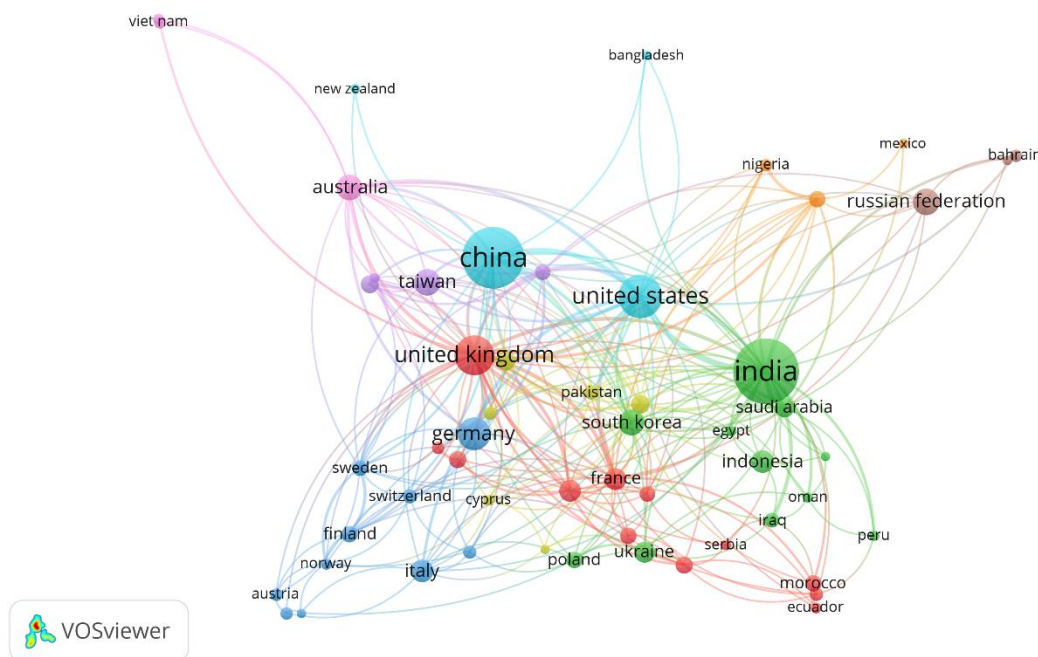 viet nam
bangladesh
new zealand
mexico
nigeria
bahrain
australia
russian federation
china
taiwan
united states
united kingdom
india
pakistan
saudi arabia
south korea
egypt
germany
indonesia
sweden
france
switzerland
cyprus
oman
iraq
finland
peru
serbia
ukraine
poland
norway
italy
morocco
austria
ecuador
VOSviewer